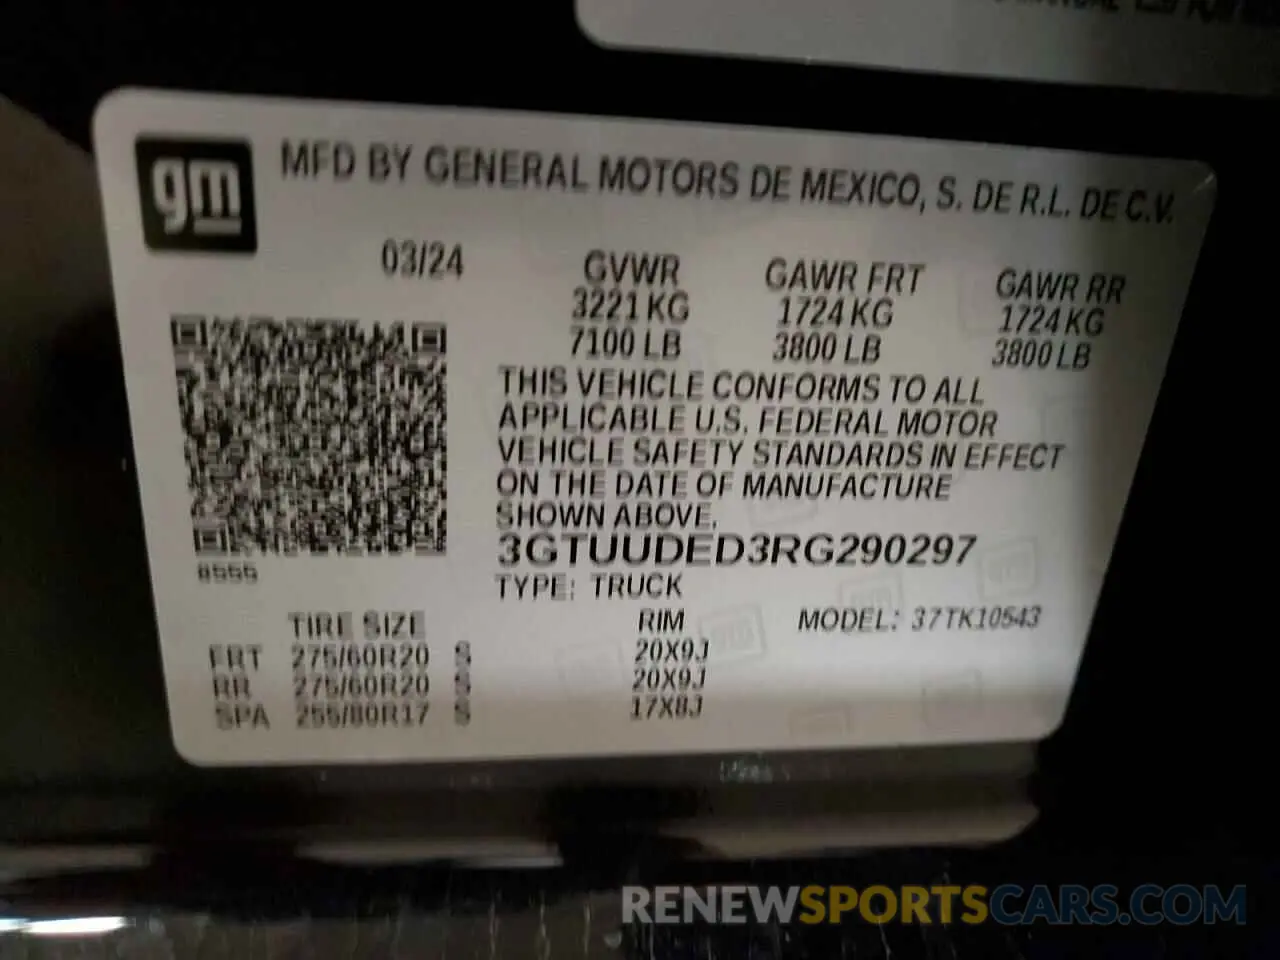 gm
MFD BY GENERAL MOTORS DE MEXICO, S. DE R.L. DE C.V.
03/24 GVWR GAWR FRT GAWR RR
3221 KG 1724 KG 1724 KG
7100 LB 3800 LB 3800 LB
THIS VEHICLE CONFORMS TO ALL
APPLICABLE U.S. FEDERAL MOTOR
VEHICLE SAFETY STANDARDS IN EFFECT
ON THE DATE OF MANUFACTURE
SHOWN ABOVE.
3GTUUDED3RG290297
8555
TYPE: TRUCK
TIRE SIZE RIM MODEL: 37TK10543
FRT 275/60R20 S 20X9J
RR 275/60R20 S 20X9J
SPA 255/80R17 S 17X8J
RENEWSPORTSCARS.COM